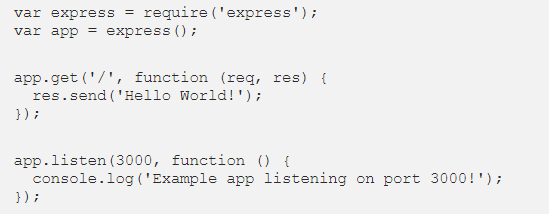 var express = require('express');
var app = express();
app.get('/', function (req, res) {
  res.send('Hello World!');
});
app.listen(3000, function () {
  console.log('Example app listening on port 3000!');
});